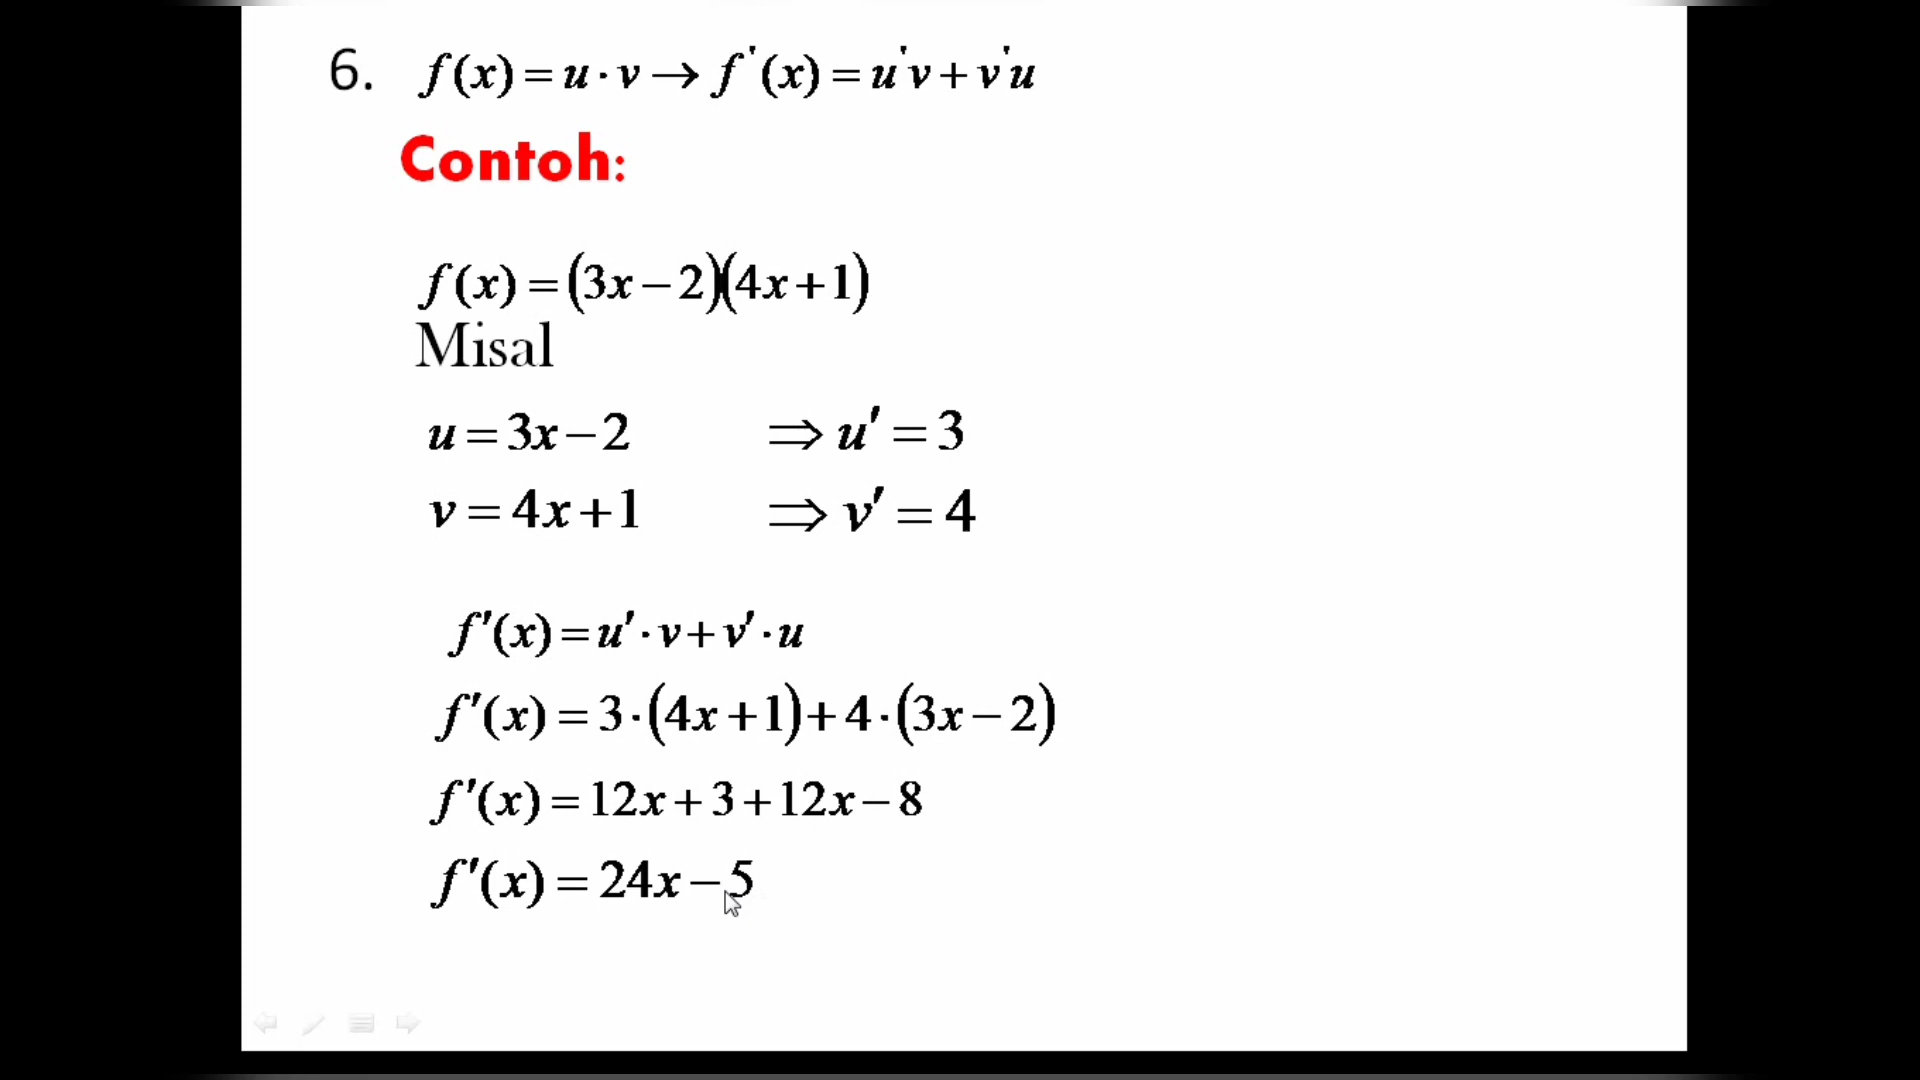 6. f(x) = u · v → f'(x) = u'v + v'u
Contoh:
f(x) = (3x − 2)(4x + 1)
Misal
u = 3x − 2 ⇒ u′ = 3
v = 4x + 1 ⇒ v′ = 4
f′(x) = u′ · v + v′ · u
f′(x) = 3 · (4x + 1) + 4 · (3x − 2)
f′(x) = 12x + 3 + 12x − 8
f′(x) = 24x − 5